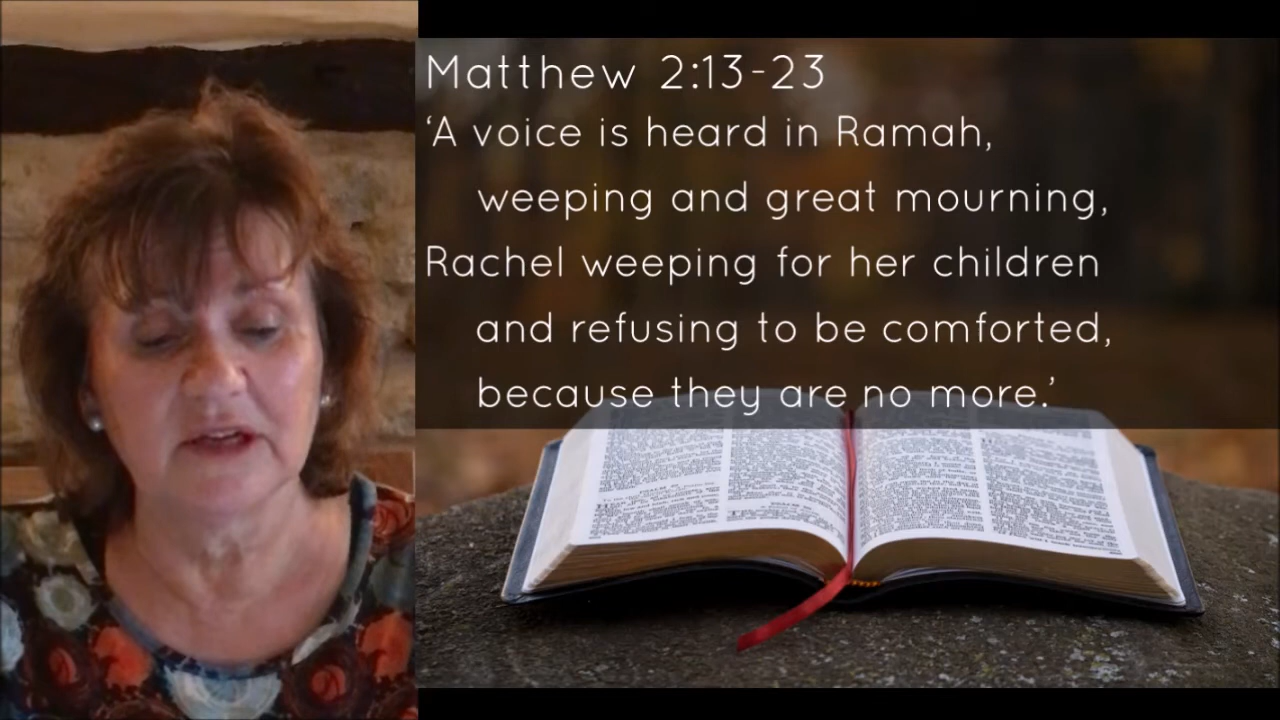 Matthew 2:13-23
‘A voice is heard in Ramah,
weeping and great mourning,
Rachel weeping for her children
and refusing to be comforted,
because they are no more.’